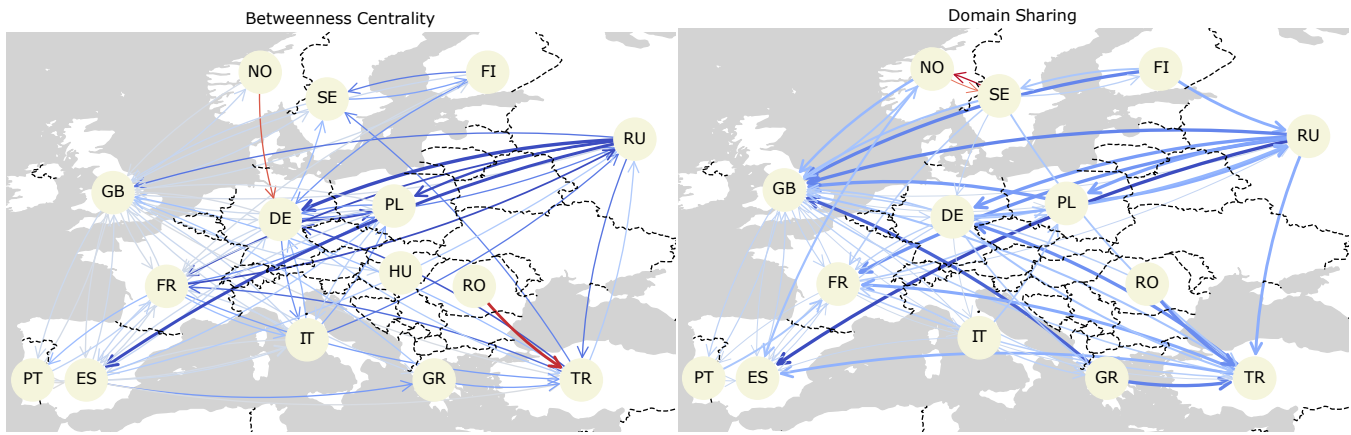 Betweenness Centrality
NO
SE
FI
RU
GB
DE
PL
FR
HU
RO
IT
PT
ES
GR
TR
Domain Sharing
NO
SE
FI
RU
GB
DE
PL
FR
RO
IT
PT
ES
GR
TR